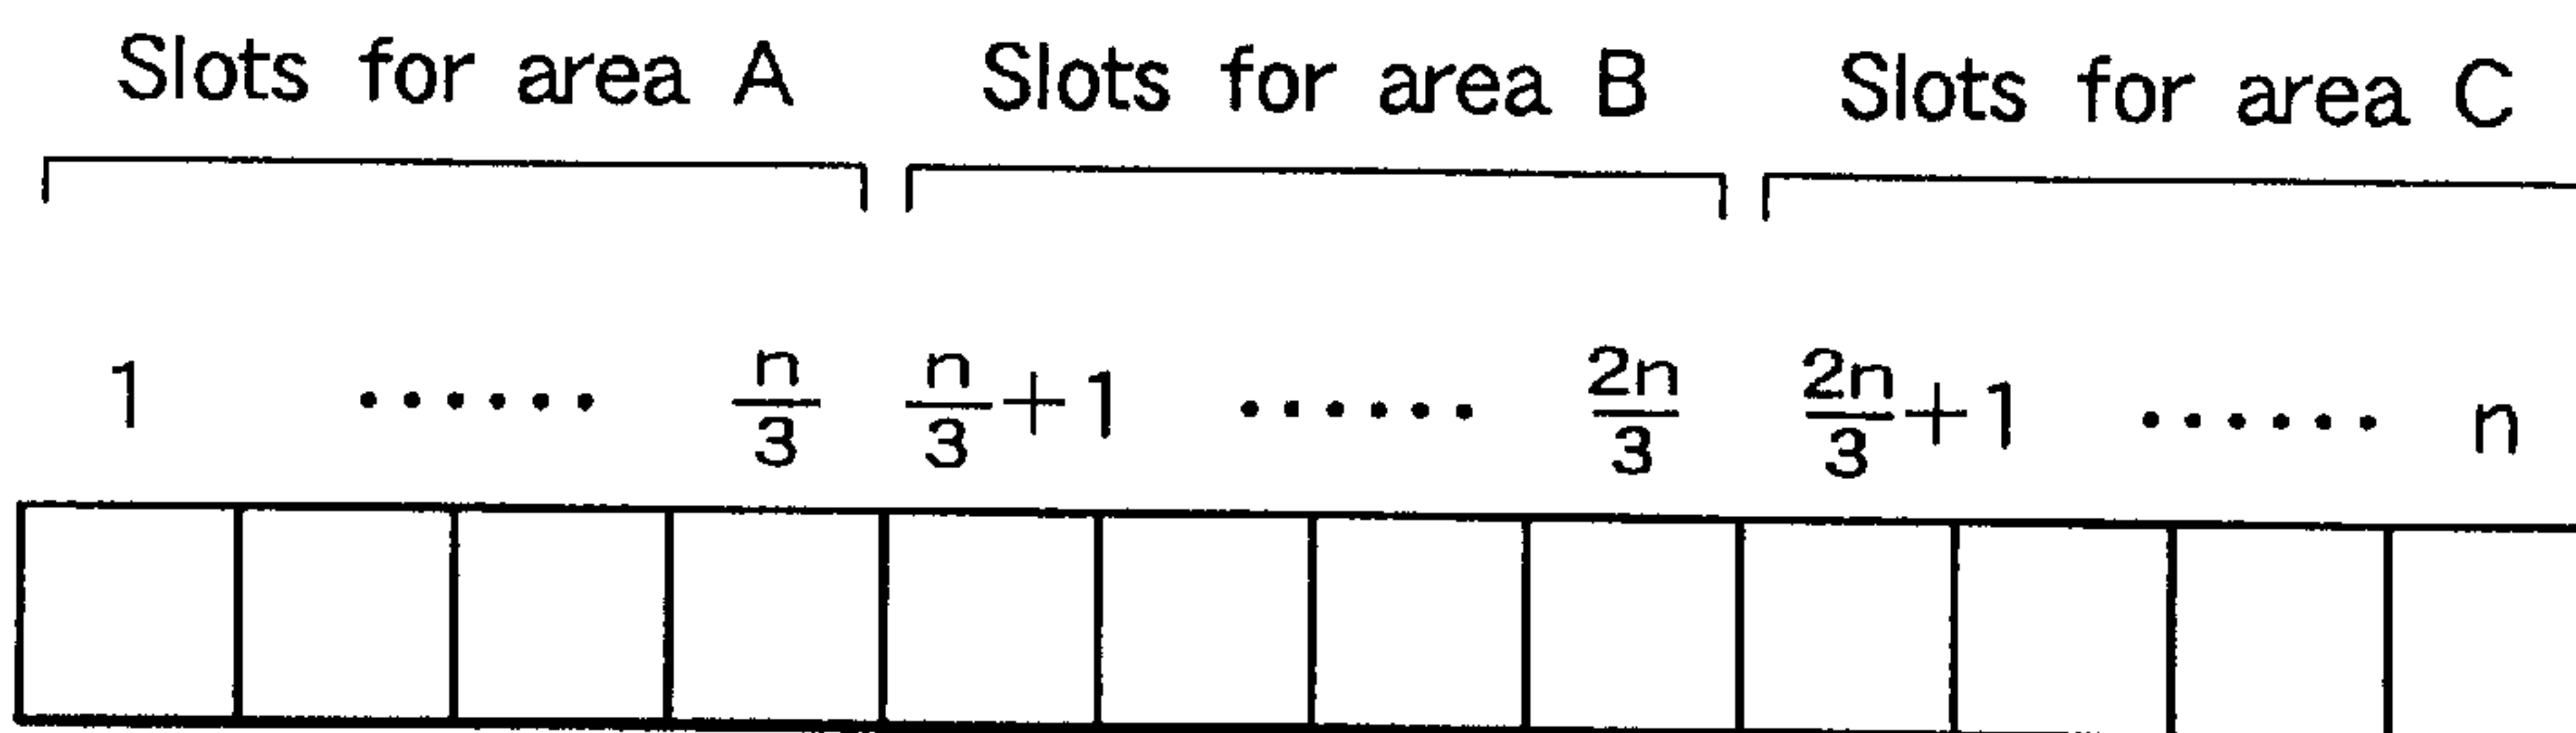 Slots for area A Slots for area B Slots for area C
1 ...... n/3 n/3+1 ...... 2n/3 2n/3+1 ...... n